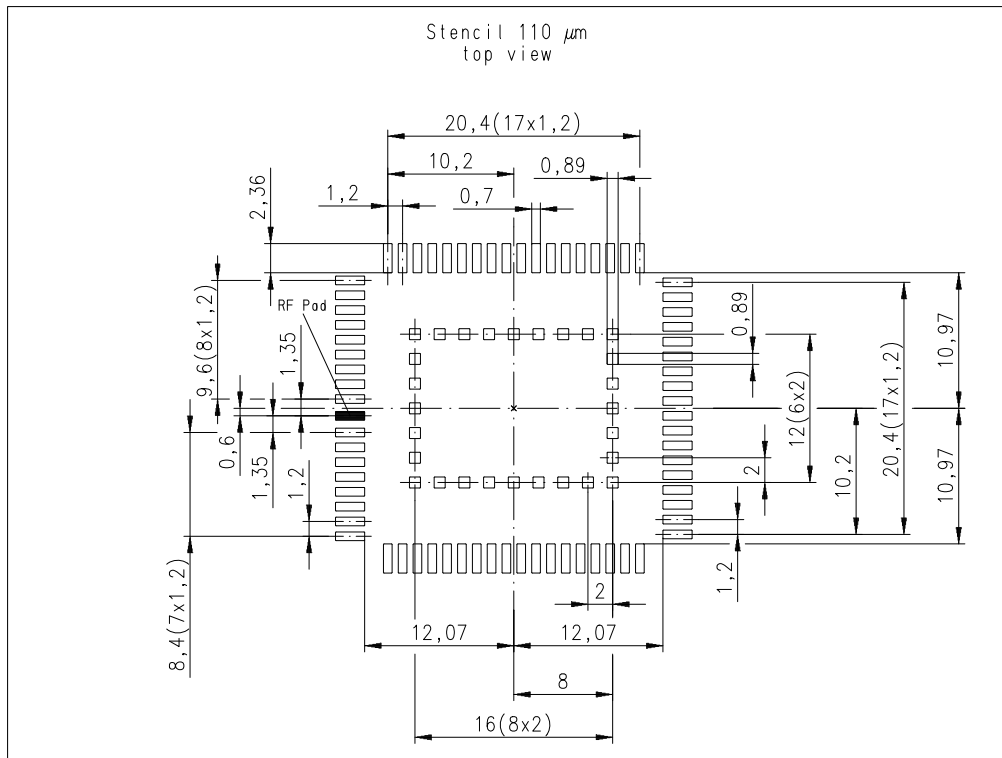 Stencil 110 µm
top view
20,4(17x1,2)
10,2
0,89
1,2
0,7
2,36
RF Pad
9,6(8x1,2)
1,35
0,6
1,35
1,2
8,4(7x1,2)
0,89
12(6x2)
2
10,2
20,4(17x1,2)
10,97
10,97
1,2
2
12,07
12,07
8
16(8x2)